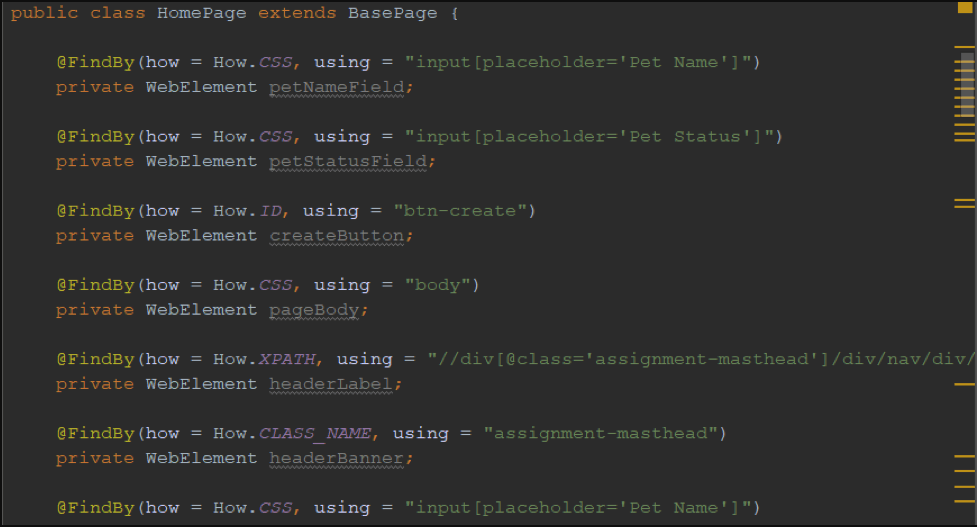 public class HomePage extends BasePage {
@FindBy(how = How.CSS, using = "input[placeholder='Pet Name']")
private WebElement petNameField;
@FindBy(how = How.CSS, using = "input[placeholder='Pet Status']")
private WebElement petStatusField;
@FindBy(how = How.ID, using = "btn-create")
private WebElement createButton;
@FindBy(how = How.CSS, using = "body")
private WebElement pageBody;
@FindBy(how = How.XPATH, using = "//div[@class='assignment-masthead']/div/nav/div/
private WebElement headerLabel;
@FindBy(how = How.CLASS_NAME, using = "assignment-masthead")
private WebElement headerBanner;
@FindBy(how = How.CSS, using = "input[placeholder='Pet Name']")